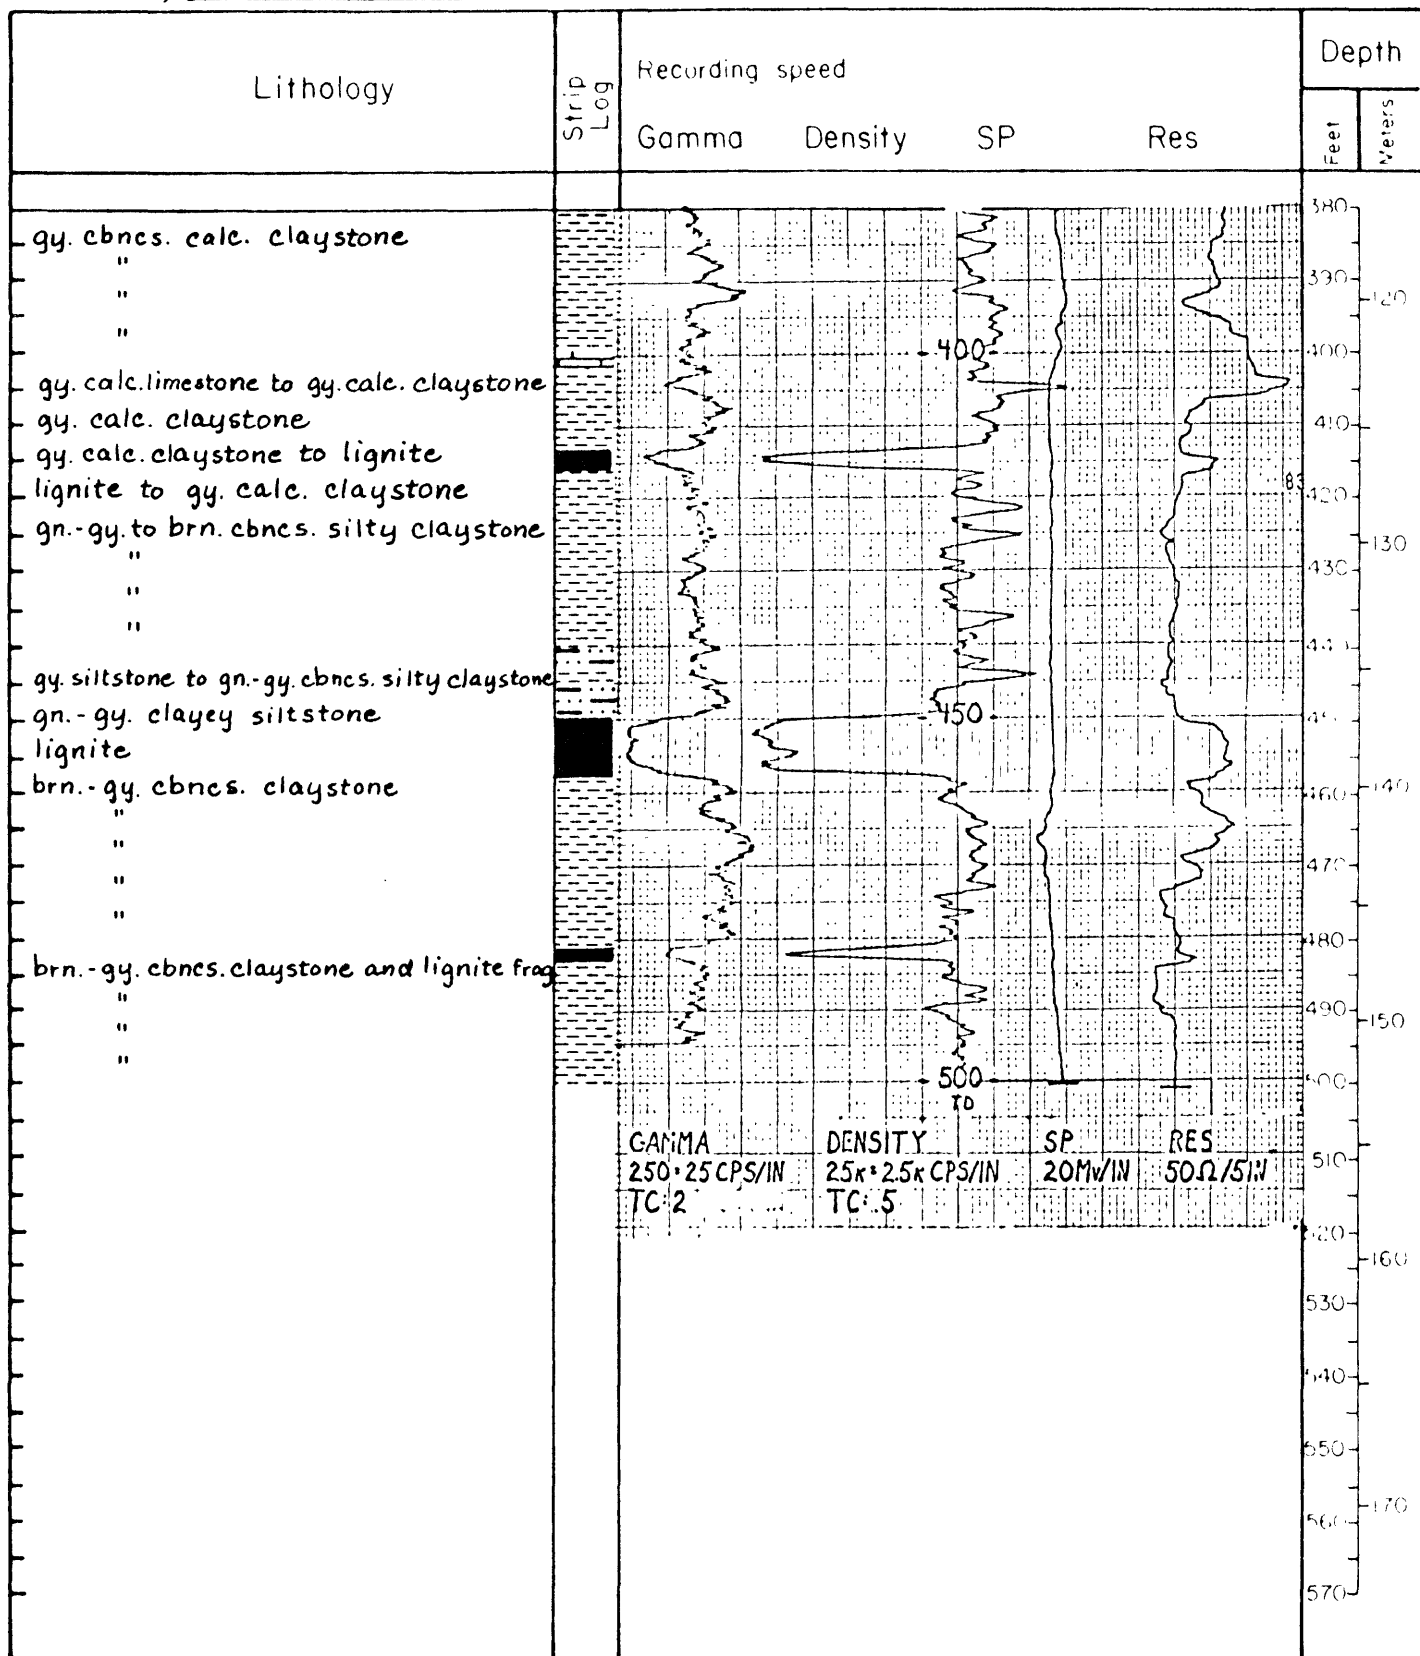 Lithology
Strip Log
Recording speed
Gamma Density SP Res
Depth
Feet
Meters
gy. cbncs. calc. claystone
"
"
"
gy. calc. limestone to gy. calc. claystone
gy. calc. claystone
gy. calc. claystone to lignite
lignite to gy. calc. claystone
gn.-gy. to brn. cbncs. silty claystone
"
"
"
gy. siltstone to gn.-gy. cbncs. silty claystone
gn.-gy. clayey siltstone
lignite
brn.-gy. cbncs. claystone
"
"
"
"
brn.-gy. cbncs. claystone and lignite frag
"
"
"
400
450
500
TD
GAMMA
250:25 CPS/IN
TC:2
DENSITY
25K:2.5K CPS/IN
TC:.5
SP
20Mv/IN
RES
50Ω/5IN
83
380
390
400
410
420
430
460
470
480
490
510
530
550
570
130
150
160
170